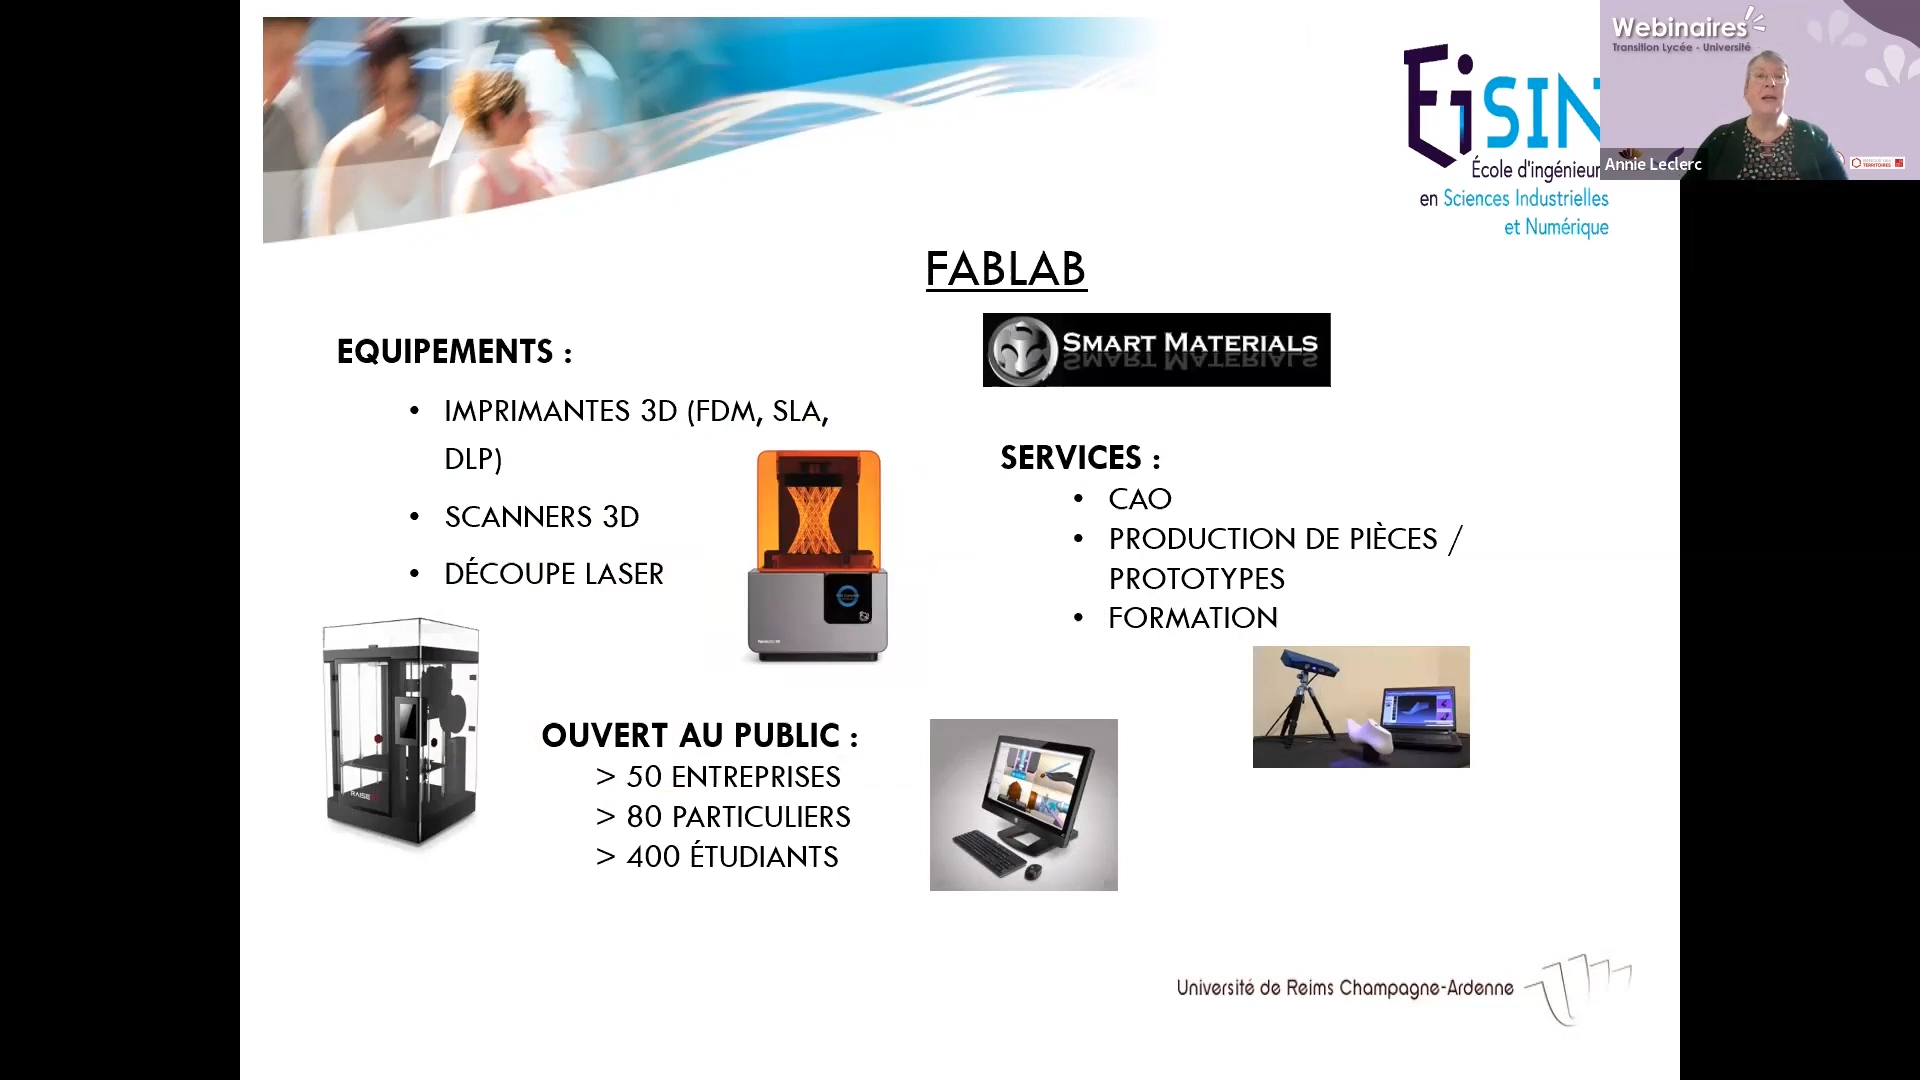 Webinaires
Transition Lycée - Université
Annie Leclerc
TERRITOIRES
EiSIN
École d'ingénieur
en Sciences Industrielles
et Numérique
FABLAB
SMART MATERIALS
EQUIPEMENTS :
• IMPRIMANTES 3D (FDM, SLA,
DLP)
• SCANNERS 3D
• DÉCOUPE LASER
SERVICES :
• CAO
• PRODUCTION DE PIÈCES /
PROTOTYPES
• FORMATION
RAISE
OUVERT AU PUBLIC :
> 50 ENTREPRISES
> 80 PARTICULIERS
> 400 ÉTUDIANTS
Université de Reims Champagne-Ardenne